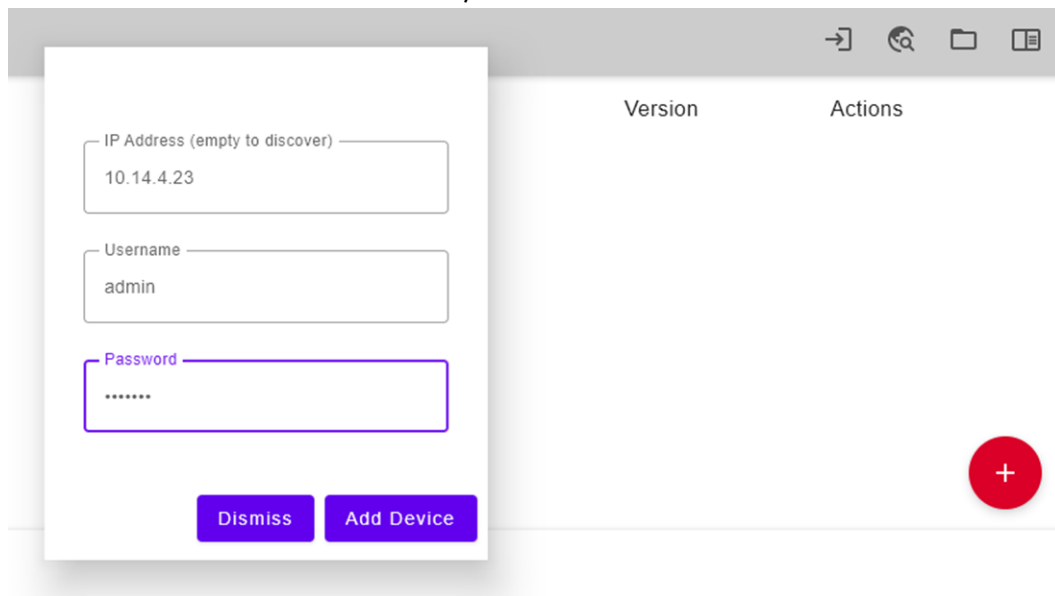 Version Actions
IP Address (empty to discover)
10.14.4.23
Username
admin
Password
•••••••
Dismiss Add Device
+